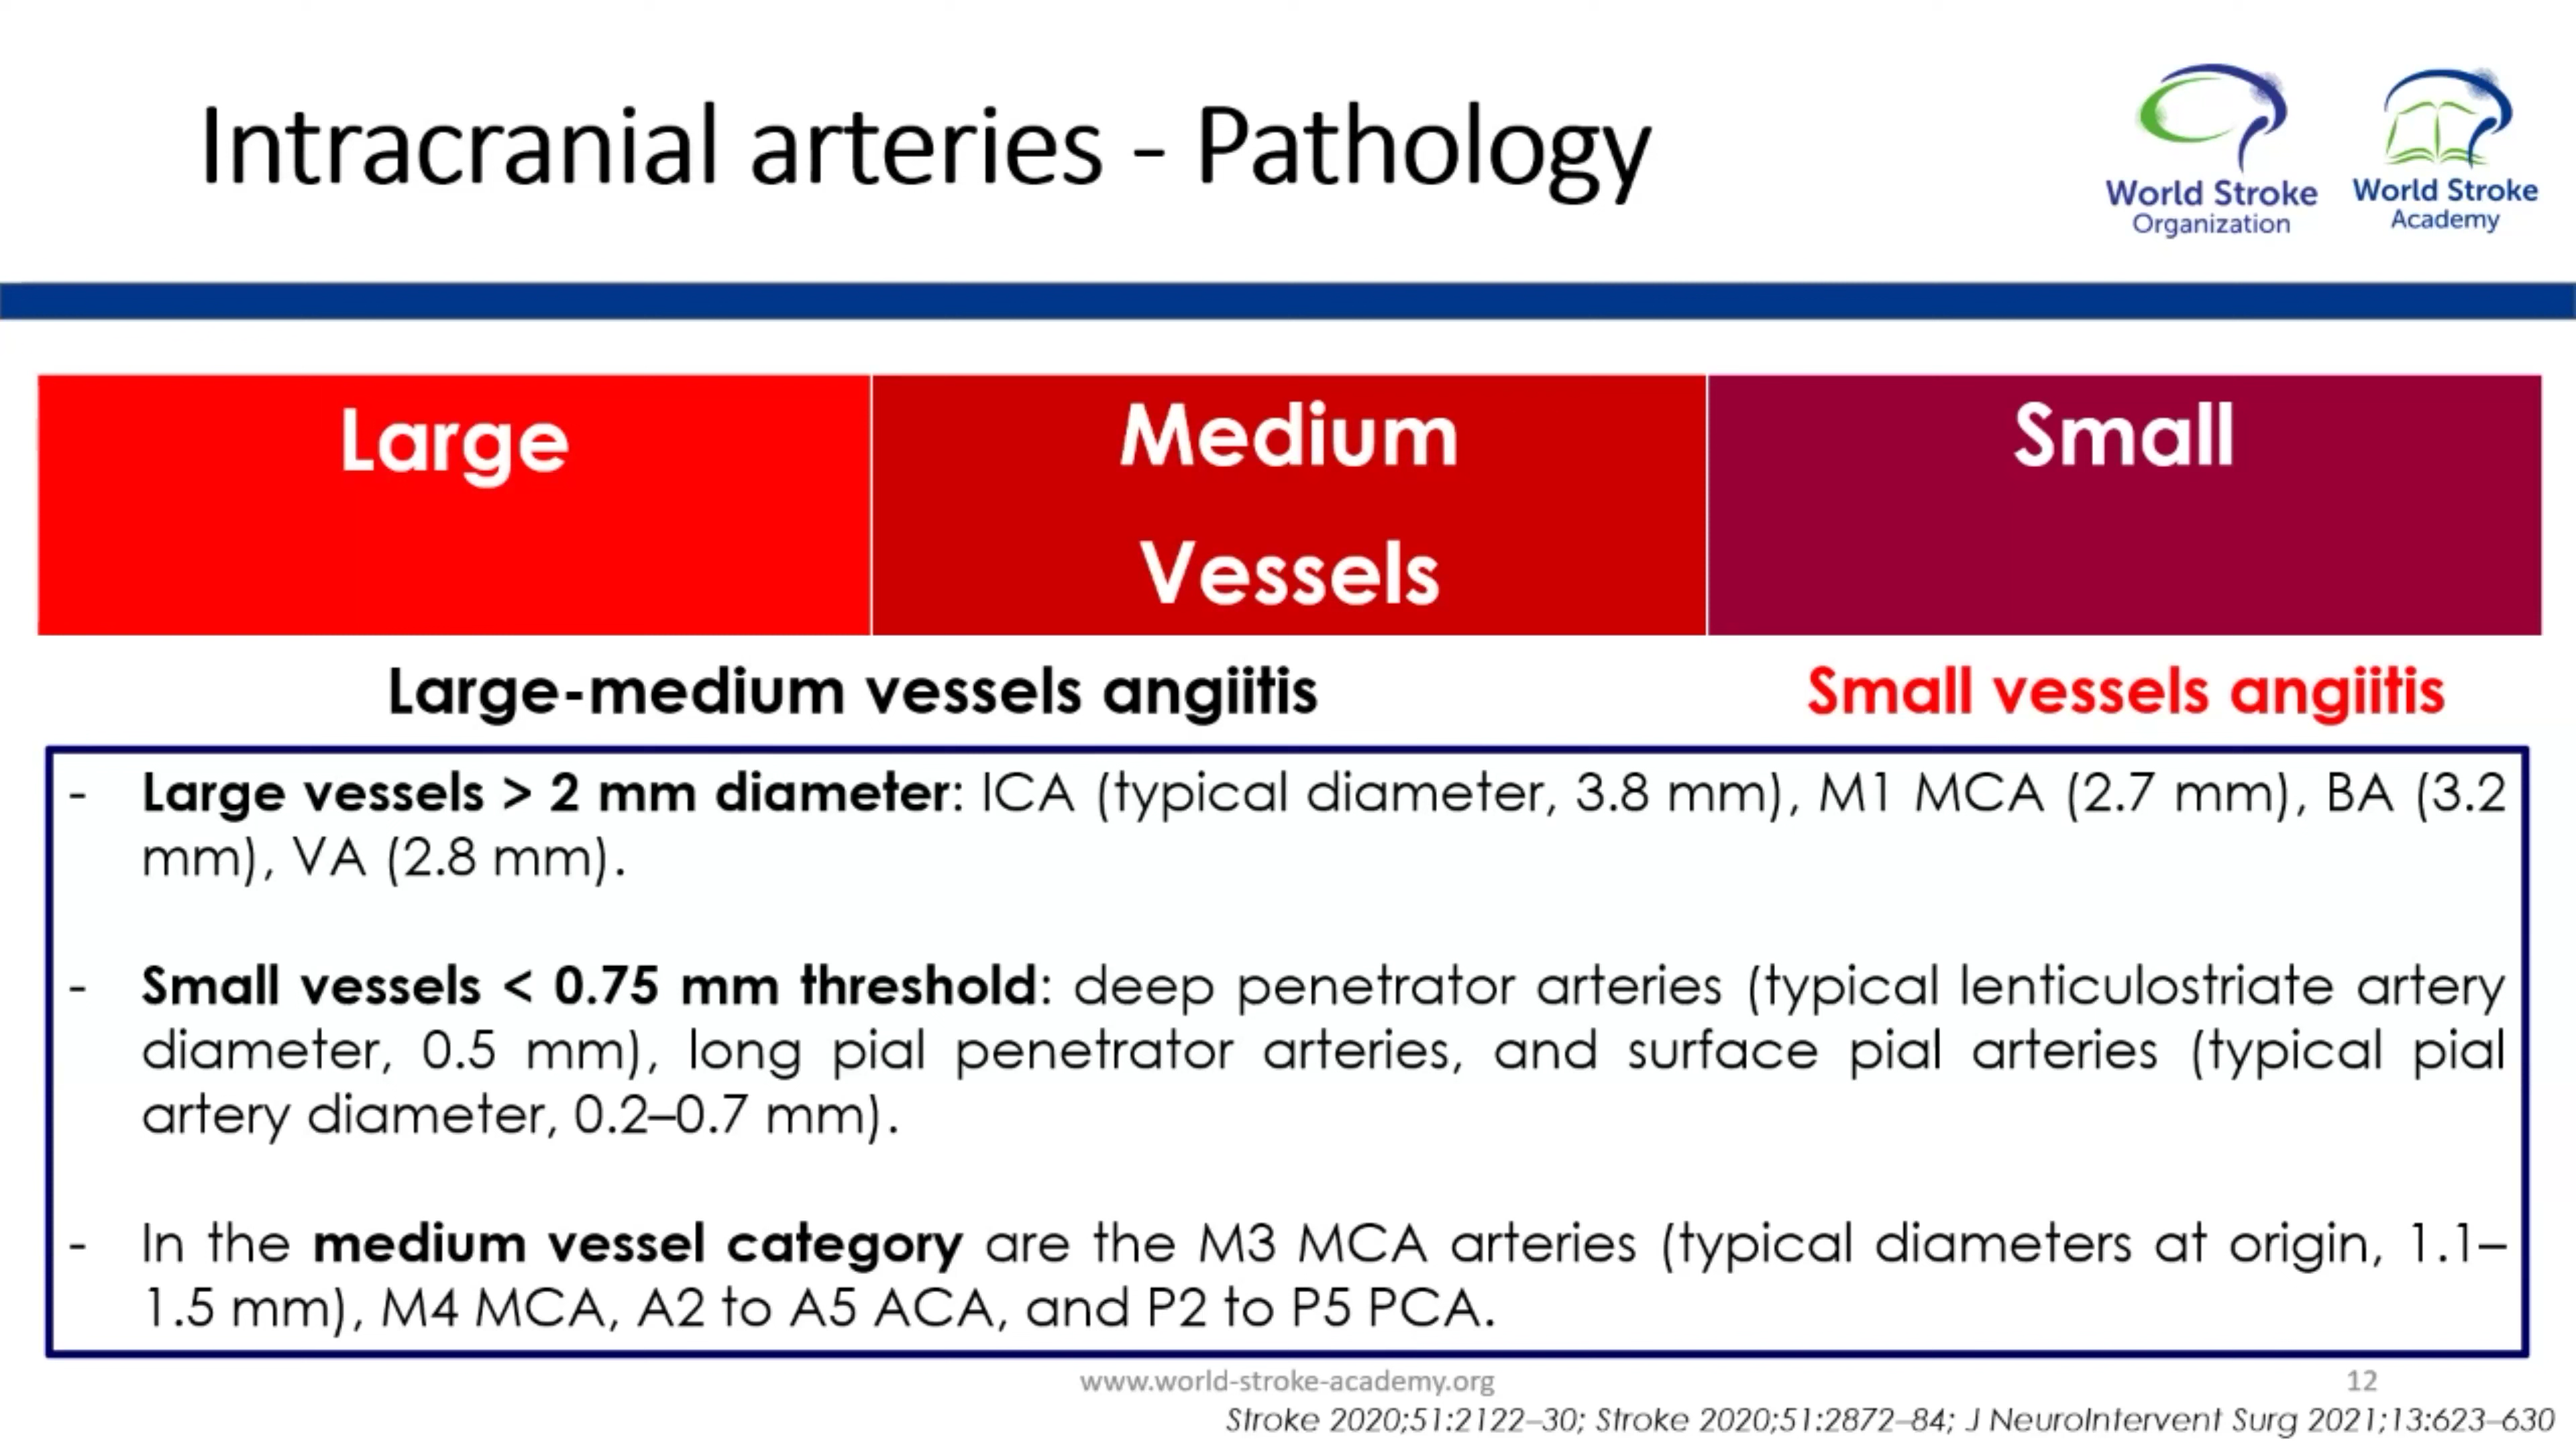 Intracranial arteries - Pathology
World Stroke
Organization
World Stroke
Academy
Large
Medium
Vessels
Small
Large-medium vessels angiitis
Small vessels angiitis
- Large vessels > 2 mm diameter: ICA (typical diameter, 3.8 mm), M1 MCA (2.7 mm), BA (3.2
mm), VA (2.8 mm).
- Small vessels < 0.75 mm threshold: deep penetrator arteries (typical lenticulostriate artery
diameter, 0.5 mm), long pial penetrator arteries, and surface pial arteries (typical pial
artery diameter, 0.2–0.7 mm).
- In the medium vessel category are the M3 MCA arteries (typical diameters at origin, 1.1–
1.5 mm), M4 MCA, A2 to A5 ACA, and P2 to P5 PCA.
www.world-stroke-academy.org
12
Stroke 2020;51:2122–30; Stroke 2020;51:2872–84; J NeuroIntervent Surg 2021;13:623–630